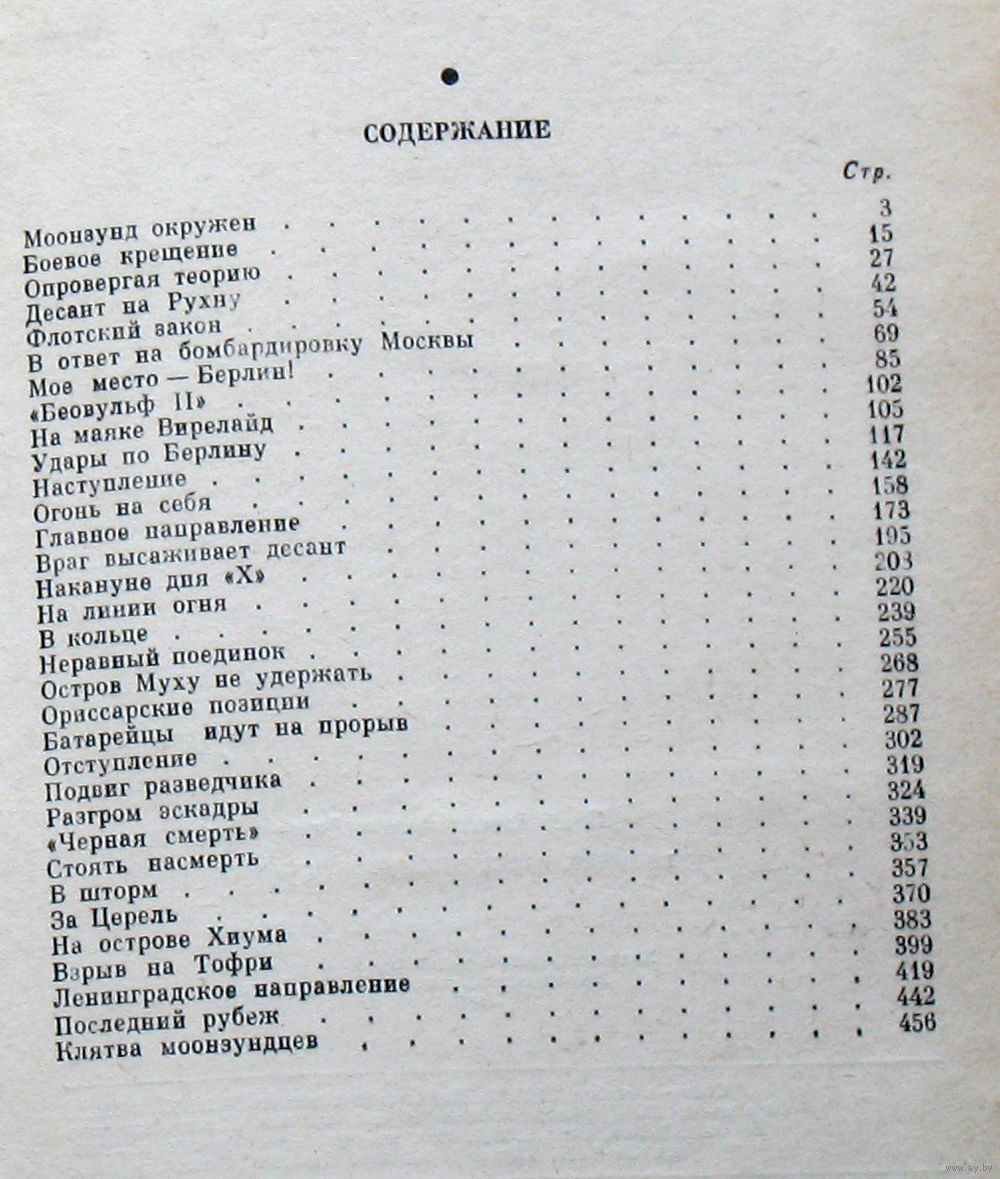 СОДЕРЖАНИЕ
Стр.
Моонзунд окружен . . . . . . . . . . . . . 3
Боевое крещение . . . . . . . . . . . . . 15
Опровергая теорию . . . . . . . . . . . . . 27
Десант на Рухну . . . . . . . . . . . . . 42
Флотский закон . . . . . . . . . . . . . . 54
В ответ на бомбардировку Москвы . . . . . . . . 69
Мое место — Берлин! . . . . . . . . . . . . 85
«Беовульф II» . . . . . . . . . . . . . . 102
На маяке Вирелайд . . . . . . . . . . . . . 105
Удары по Берлину . . . . . . . . . . . . . 117
Наступление . . . . . . . . . . . . . . . 142
Огонь на себя . . . . . . . . . . . . . . 158
Главное направление . . . . . . . . . . . . 173
Враг высаживает десант . . . . . . . . . . . 195
Накануне дня «X» . . . . . . . . . . . . . 203
На линии огня . . . . . . . . . . . . . . 220
В кольце . . . . . . . . . . . . . . . . 239
Неравный поединок . . . . . . . . . . . . . 255
Остров Муху не удержать . . . . . . . . . . . 268
Ориссарские позиции . . . . . . . . . . . . 277
Батарейцы идут на прорыв . . . . . . . . . . 287
Отступление . . . . . . . . . . . . . . . 302
Подвиг разведчика . . . . . . . . . . . . . 319
Разгром эскадры . . . . . . . . . . . . . 324
«Черная смерть» . . . . . . . . . . . . . 339
Стоять насмерть . . . . . . . . . . . . . 353
В шторм . . . . . . . . . . . . . . . . 357
За Церель . . . . . . . . . . . . . . . 370
На острове Хиума . . . . . . . . . . . . . 383
Взрыв на Тофри . . . . . . . . . . . . . 399
Ленинградское направление . . . . . . . . . . 419
Последний рубеж . . . . . . . . . . . . . 442
Клятва моонзундцев . . . . . . . . . . . . 456
www.ay.by